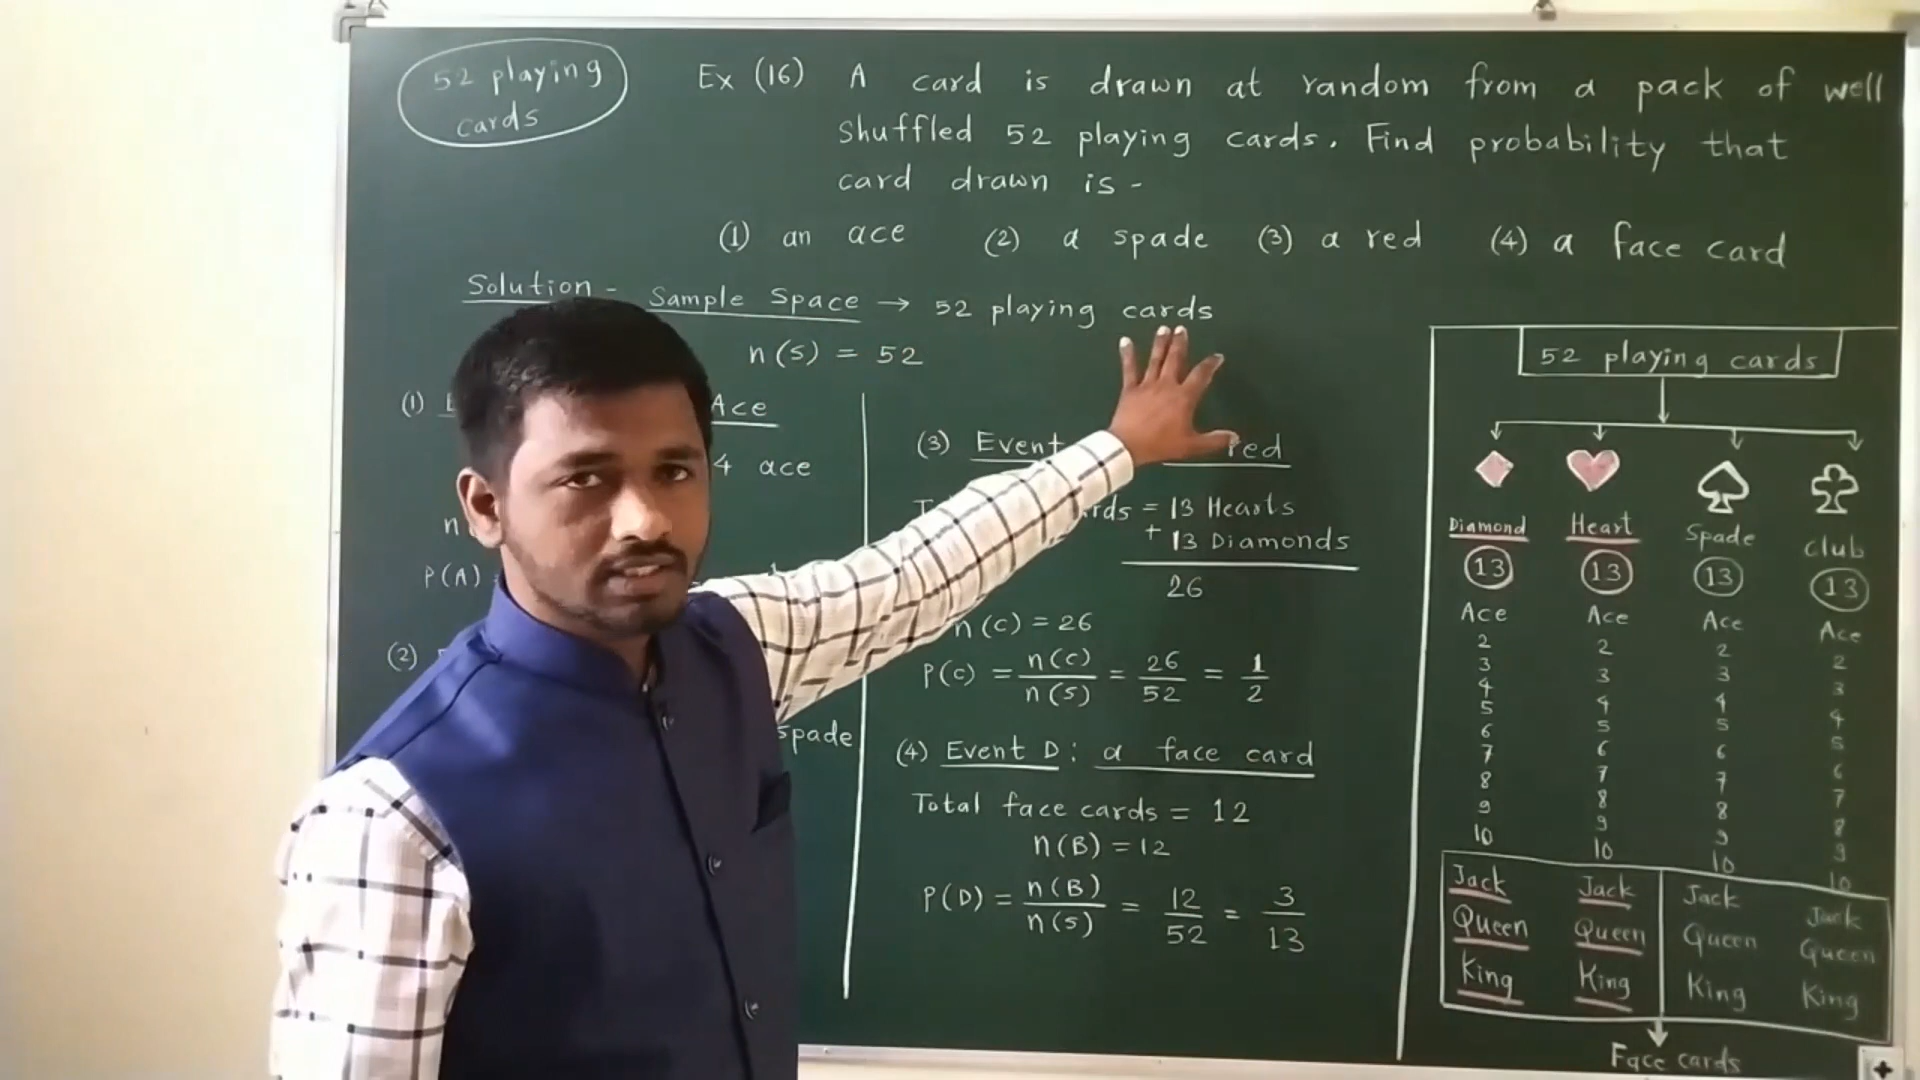 52 playing
cards
Ex (16) A card is drawn at random from a pack of well
shuffled 52 playing cards. Find probability that
card drawn is -
(1) an ace (2) a spade (3) a red (4) a face card
Solution - Sample Space → 52 playing cards
n(s) = 52
(1)
Ace
4 ace
n
P(A)
(2)
spade
(3) Event red
= 13 Hearts
+ 13 Diamonds
26
n(c) = 26
P(c) = n(c)/n(s) = 26/52 = 1/2
(4) Event D : a face card
Total face cards = 12
n(B) = 12
P(D) = n(B)/n(s) = 12/52 = 3/13
52 playing cards
Diamond Heart Spade club
13 13 13 13
Ace Ace Ace Ace
2 2 2 2
3 3 3 3
4 4 4 4
5 5 5 5
6 6 6 6
7 7 7 7
8 8 8 8
9 9 9 9
10 10 10 10
Jack Jack Jack Jack
Queen Queen Queen Queen
King King King King
Face cards